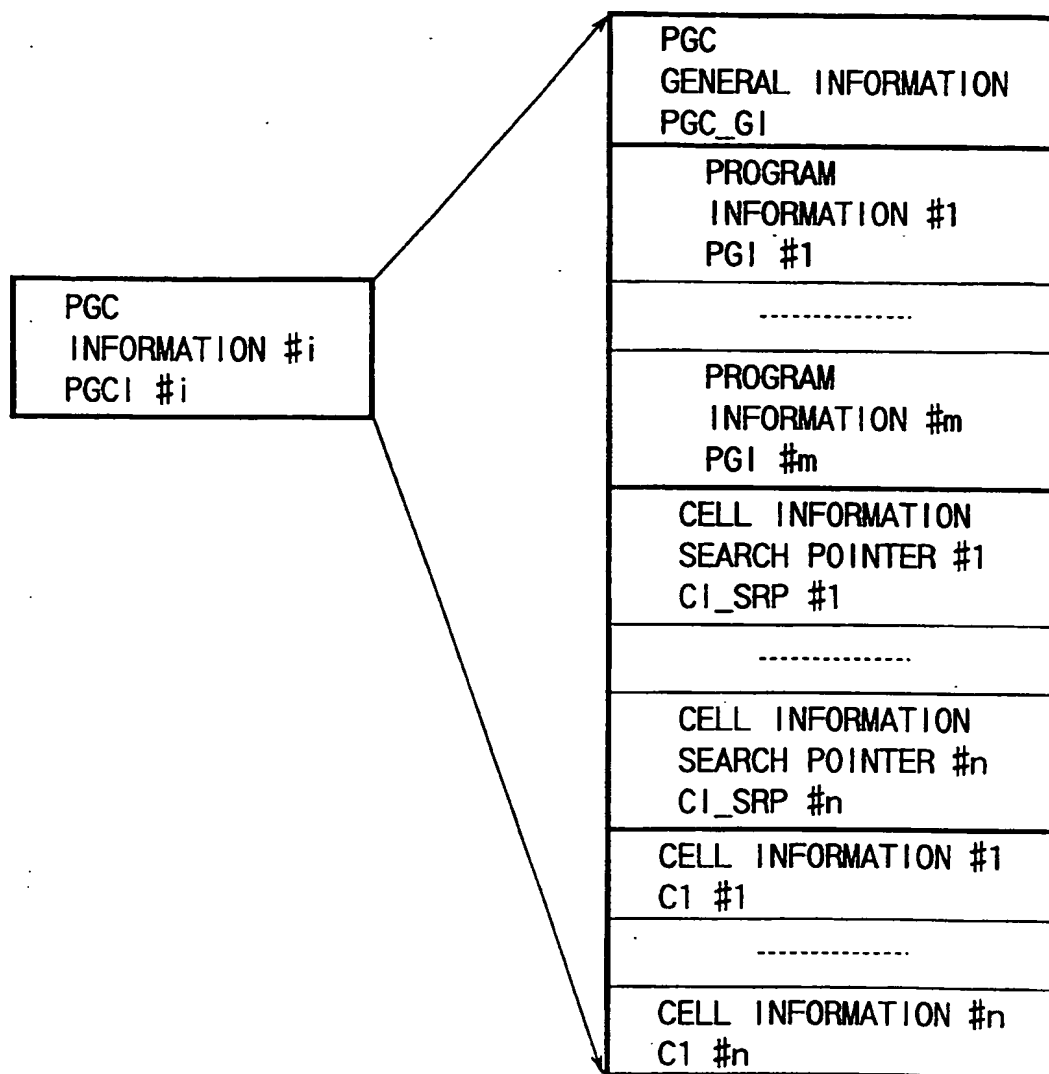 PGC
INFORMATION #i
PGCI #i
PGC
GENERAL INFORMATION
PGC_GI
PROGRAM
INFORMATION #1
PGI #1
PROGRAM
INFORMATION #m
PGI #m
CELL INFORMATION
SEARCH POINTER #1
CI_SRP #1
CELL INFORMATION
SEARCH POINTER #n
CI_SRP #n
CELL INFORMATION #1
C1 #1
CELL INFORMATION #n
C1 #n